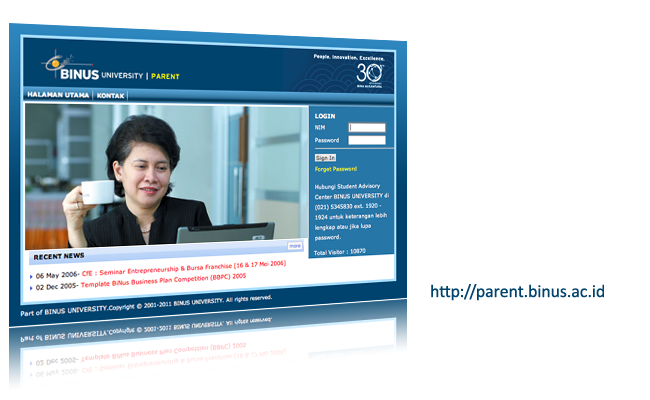 People. Innovation. Excellence.
BINUS UNIVERSITY | PARENT
30
TH
BINA NUSANTARA
HALAMAN UTAMA | KONTAK |
LOGIN
NIM
Password
Sign In
Forget Password
Hubungi Student Advisory
Center BINUS UNIVERSITY di
(021) 5345830 ext. 1920 -
1924 untuk keterangan lebih
lengkap atau jika lupa
password.
Total Visitor : 10870
RECENT NEWS
more
06 May 2006- CfE : Seminar Entrepreneurship & Bursa Franchise [16 & 17 Mei 2006]
02 Dec 2005- Template BiNus Business Plan Competition (BBPC) 2005
Part of BINUS UNIVERSITY.Copyright © 2001-2011 BINUS UNIVERSITY. All rights reserved.
http://parent.binus.ac.id